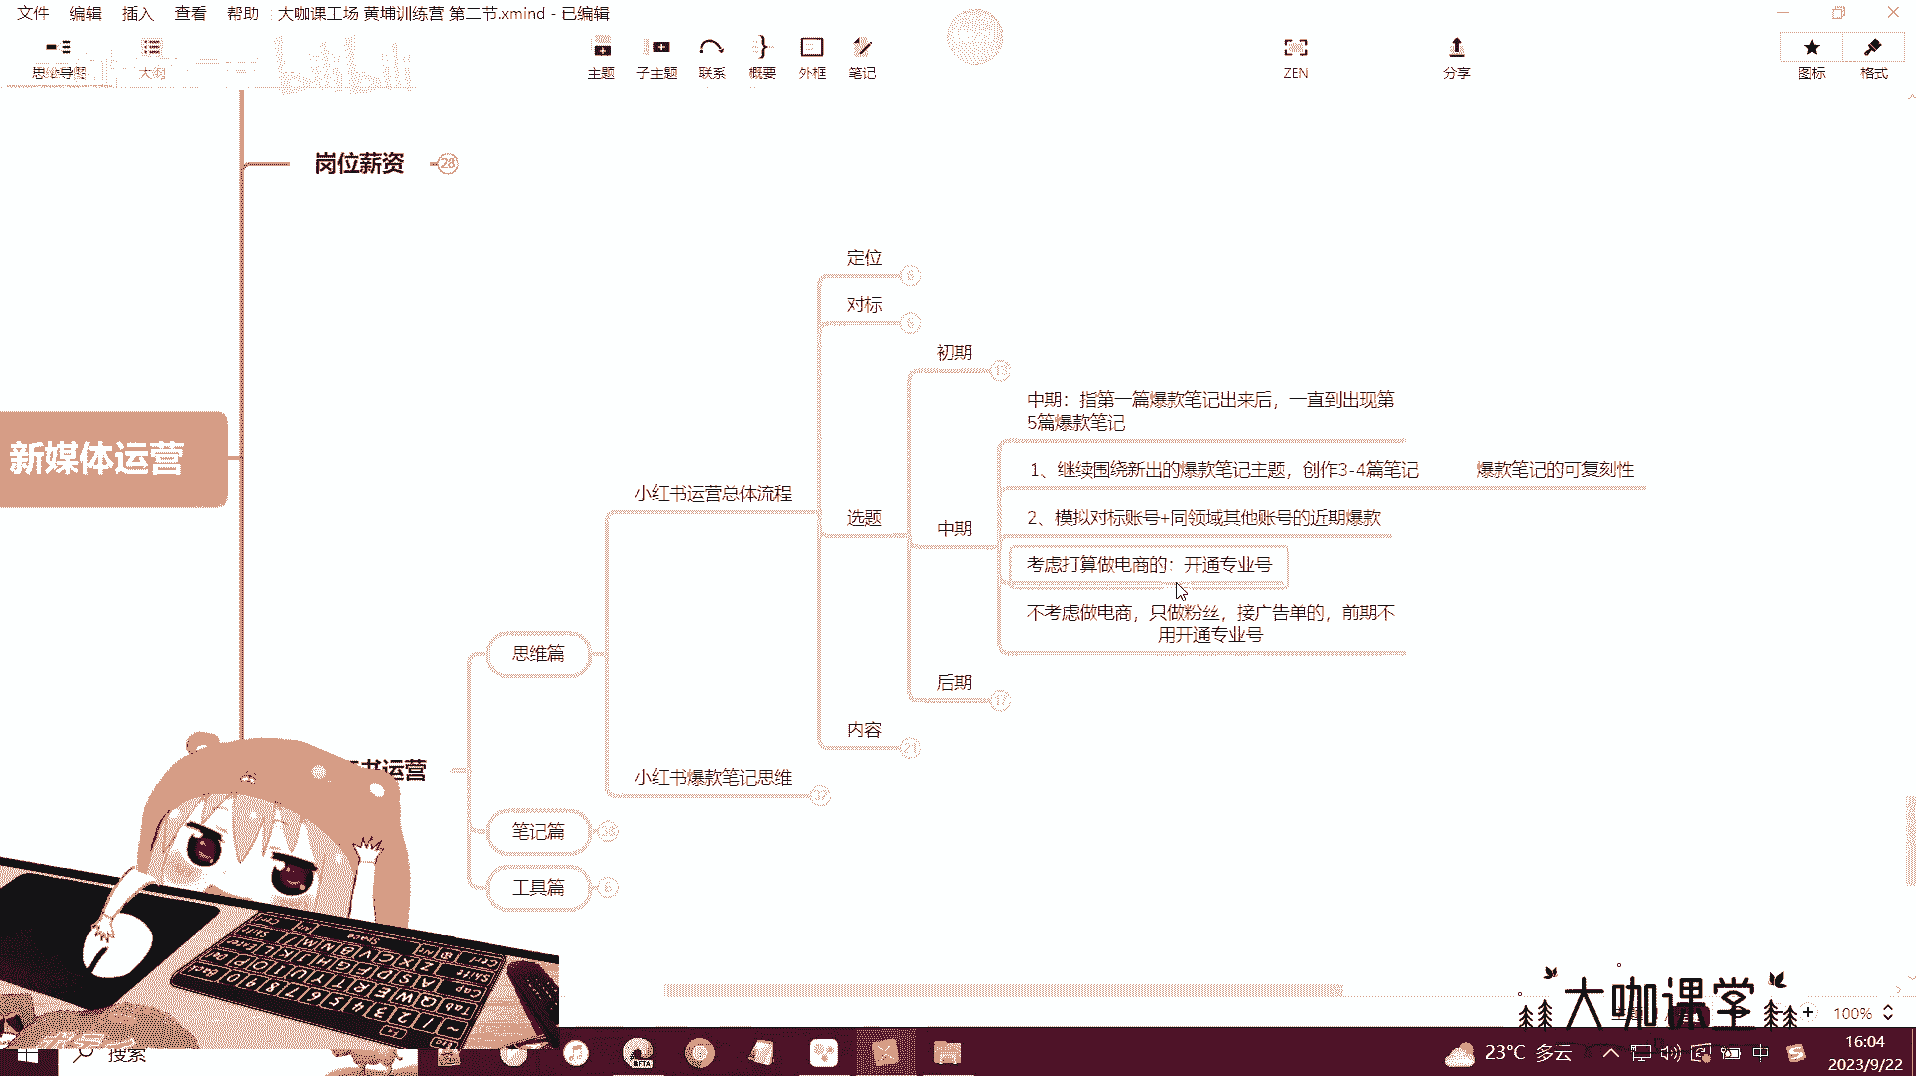 文件 编辑 插入 查看 帮助 大咖课工场 黄埔训练营 第二节.xmind - 已编辑
思维导图 大纲 主题 子主题 联系 概要 外框 笔记 ZEN 分享 图标 格式
bilibili
岗位薪资 28
定位 6
对标
初期 13
中期：指第一篇爆款笔记出来后，一直到出现第
5篇爆款笔记
1、继续围绕新出的爆款笔记主题，创作3-4篇笔记 爆款笔记的可复刻性
新媒体运营
小红书运营总体流程
选题
中期
2、模拟对标账号+同领域其他账号的近期爆款
考虑打算做电商的：开通专业号
不考虑做电商，只做粉丝，接广告单的，前期不
用开通专业号
思维篇
后期 17
内容 21
书运营
小红书爆款笔记思维
笔记篇
工具篇 6
大咖课堂
100%
搜索
23°C 多云
中
16:04
2023/9/22